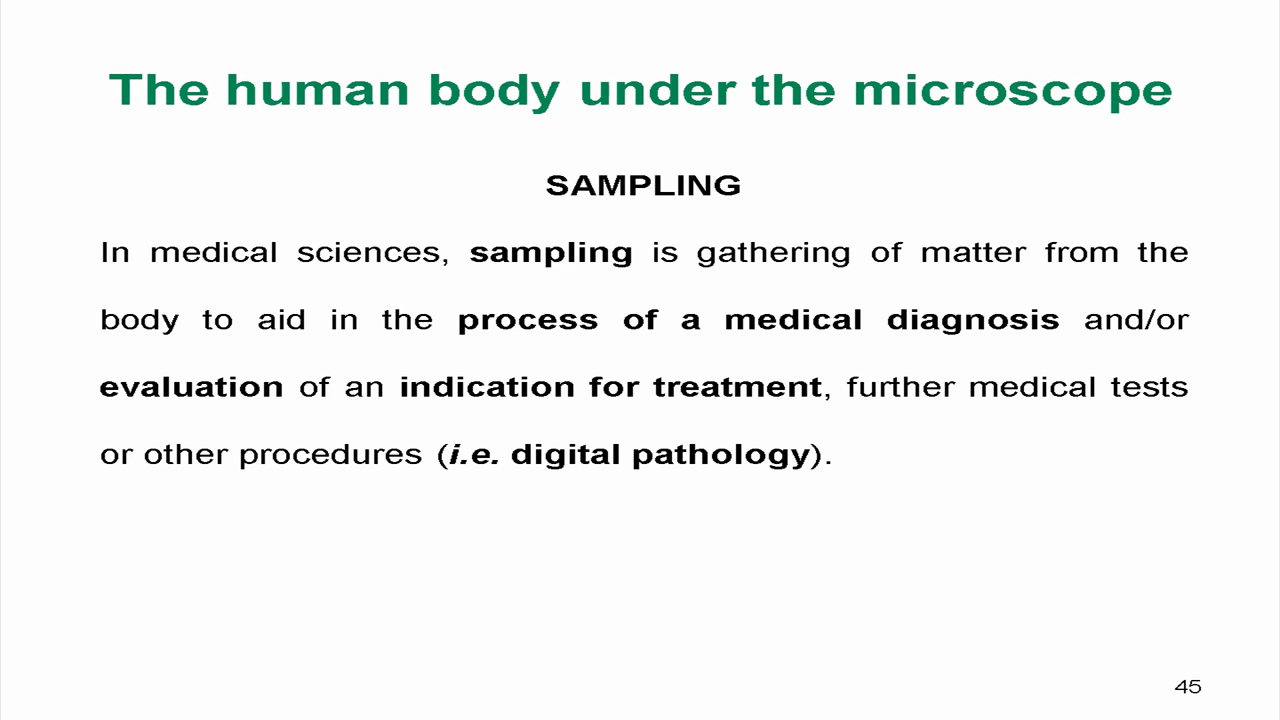 The human body under the microscope
SAMPLING
In medical sciences, sampling is gathering of matter from the
body to aid in the process of a medical diagnosis and/or
evaluation of an indication for treatment, further medical tests
or other procedures (i.e. digital pathology).
45